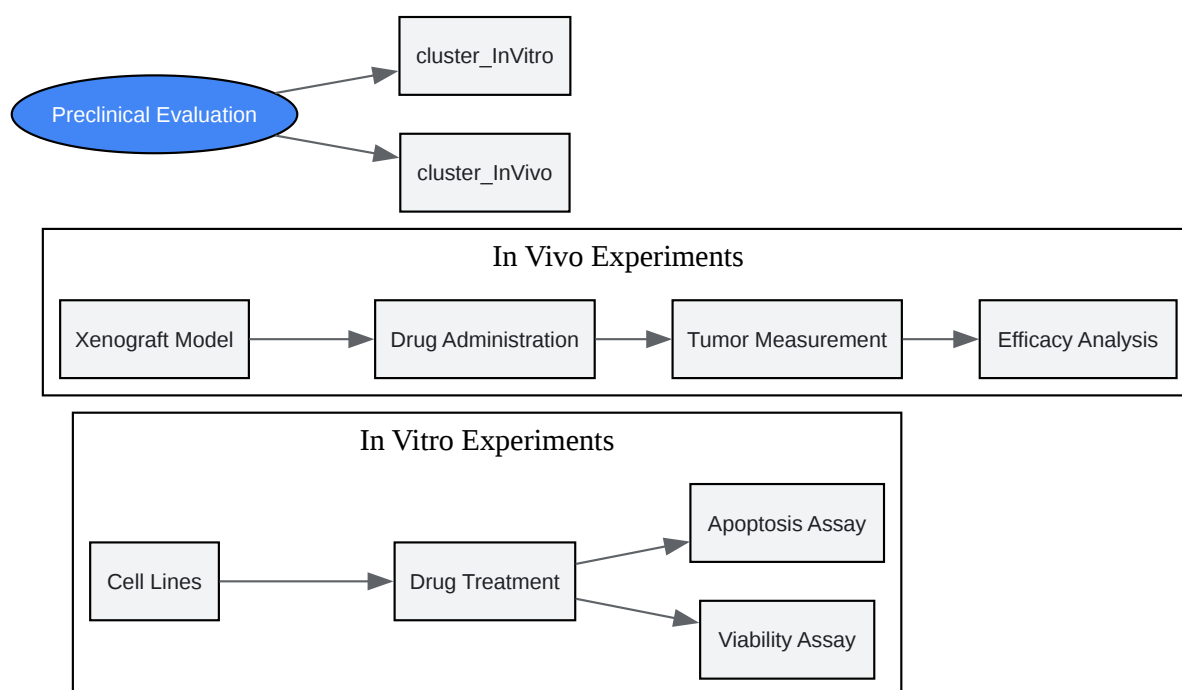 cluster_InVitro
Preclinical Evaluation
cluster_InVivo
In Vivo Experiments
Xenograft Model
Drug Administration
Tumor Measurement
Efficacy Analysis
In Vitro Experiments
Apoptosis Assay
Cell Lines
Drug Treatment
Viability Assay